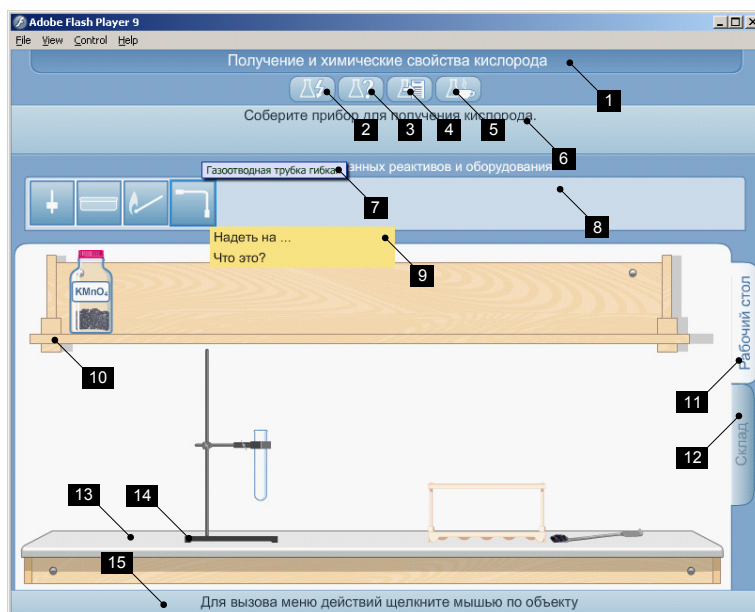 Adobe Flash Player 9
File View Control Help
Получение и химические свойства кислорода
1
2
3
4
5
Соберите прибор для получения кислорода.
6
анных реактивов и оборудования
Газоотводная трубка гибкая
7
8
Надеть на ...
Что это?
9
KMnO₄
10
Рабочий стол
11
Склад
12
13
14
15
Для вызова меню действий щелкните мышью по объекту